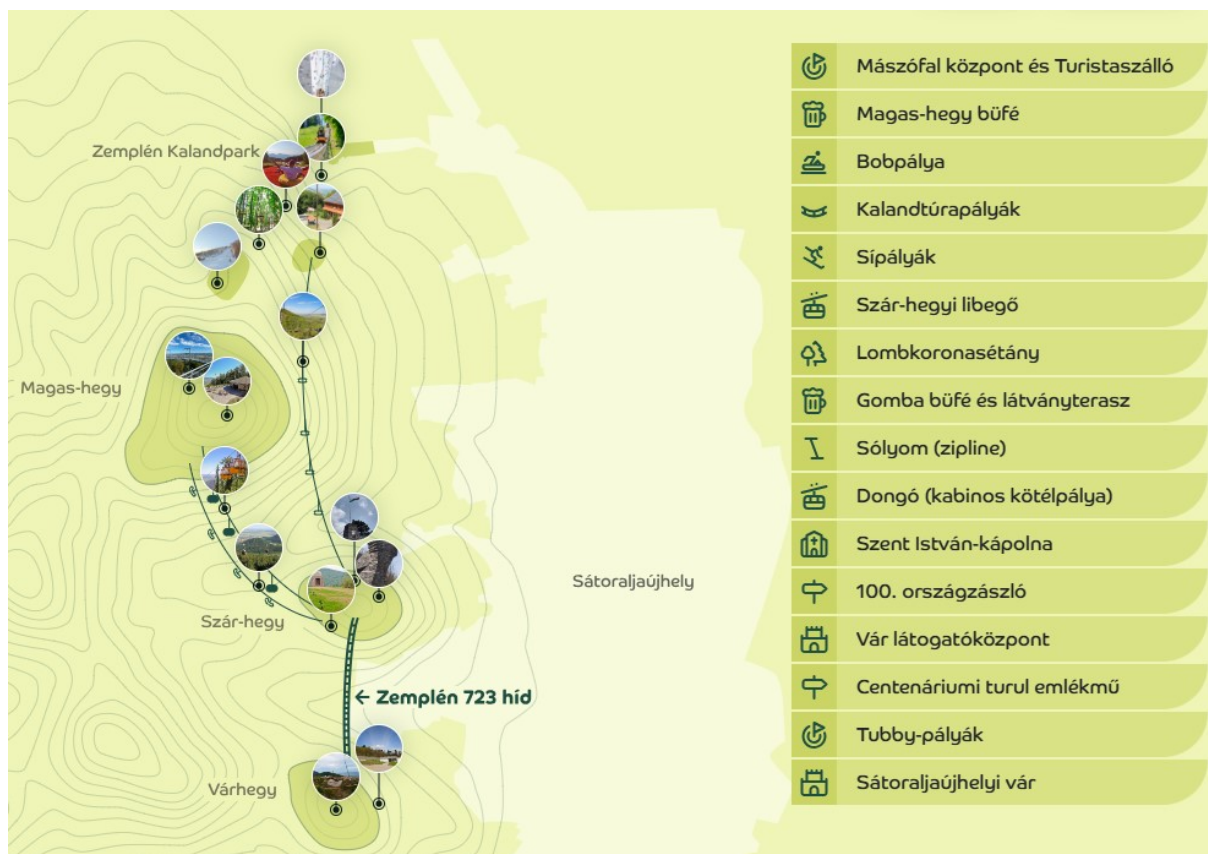 Zemplén Kalandpark
Magas-hegy
Szár-hegy
Sátoraljaújhely
← Zemplén 723 híd
Várhegy
Mászófal központ és Turistaszálló
Magas-hegy büfé
Bobpálya
Kalandtúrapályák
Sípályák
Szár-hegyi libegő
Lombkoronasétány
Gomba büfé és látványterasz
Sólyom (zipline)
Dongó (kabinos kötélpálya)
Szent István-kápolna
100. országzászló
Vár látogatóközpont
Centenáriumi turul emlékmű
Tubby-pályák
Sátoraljaújhelyi vár